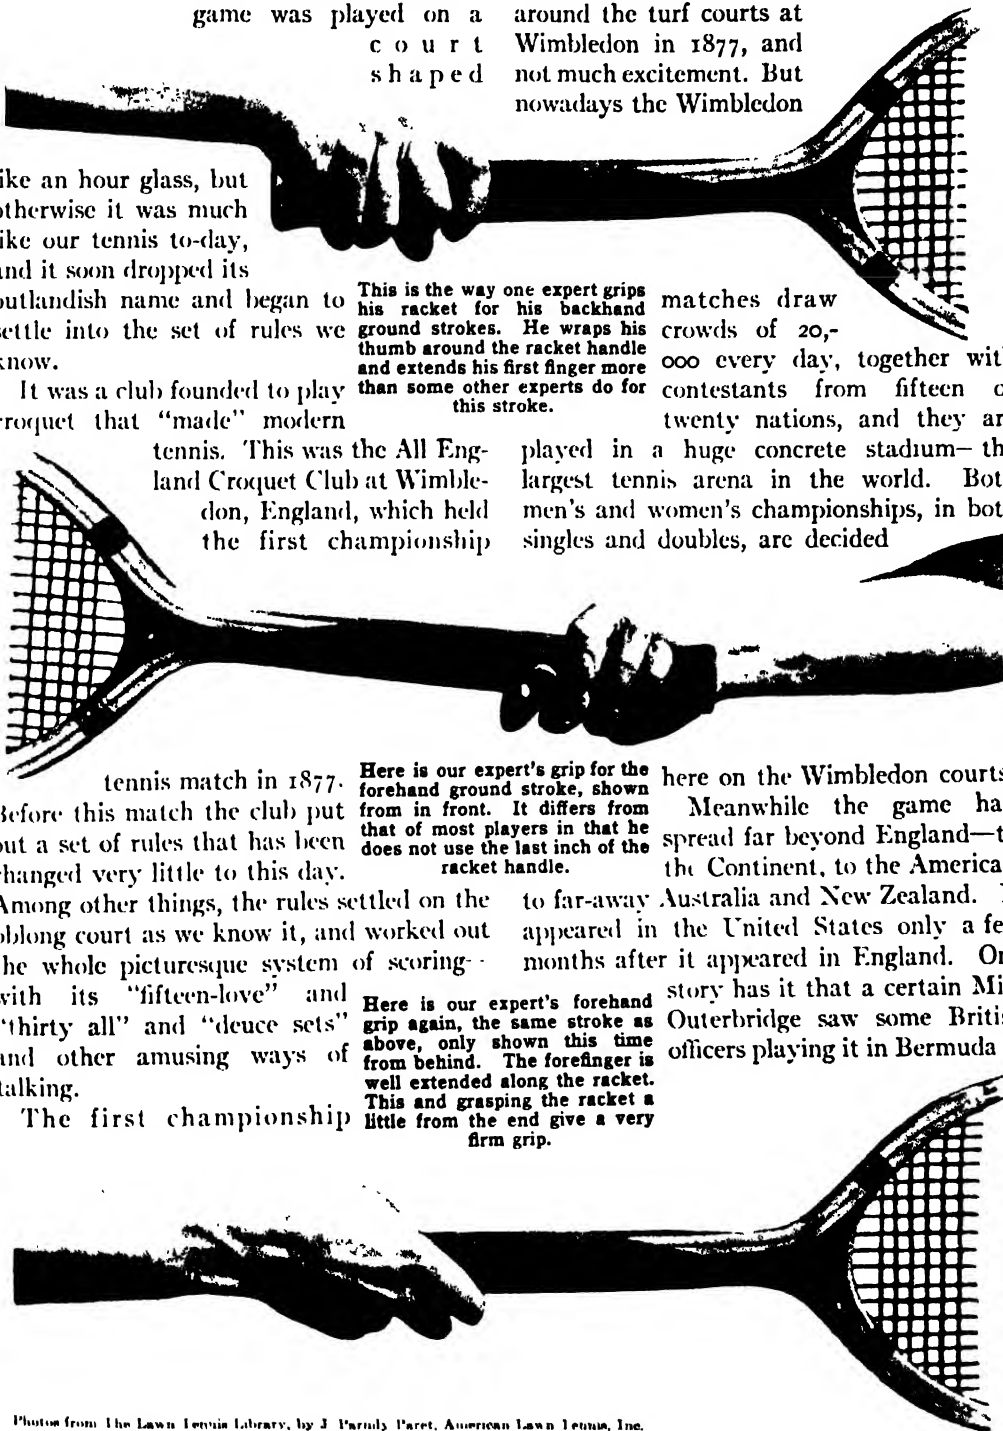 game was played on a
court
shaped
like an hour glass, but
otherwise it was much
like our tennis to-day,
and it soon dropped its
outlandish name and began to
settle into the set of rules we
know.
It was a club founded to play
croquet that "made" modern
tennis. This was the All Eng-
land Croquet Club at Wimble-
don, England, which held
the first championship
This is the way one expert grips
his racket for his backhand
ground strokes. He wraps his
thumb around the racket handle
and extends his first finger more
than some other experts do for
this stroke.
tennis match in 1877.
Before this match the club put
out a set of rules that has been
changed very little to this day.
Among other things, the rules settled on the
oblong court as we know it, and worked out
the whole picturesque system of scoring--
with its "fifteen-love" and
"thirty all" and "deuce sets"
and other amusing ways of
talking.
The first championship
Here is our expert's grip for the
forehand ground stroke, shown
from in front. It differs from
that of most players in that he
does not use the last inch of the
racket handle.
Here is our expert's forehand
grip again, the same stroke as
above, only shown this time
from behind. The forefinger is
well extended along the racket.
This and grasping the racket a
little from the end give a very
firm grip.
around the turf courts at
Wimbledon in 1877, and
not much excitement. But
nowadays the Wimbledon
matches draw
crowds of 20,-
000 every day, together with
contestants from fifteen o
twenty nations, and they ar
played in a huge concrete stadium— th
largest tennis arena in the world. Bot
men's and women's championships, in bot
singles and doubles, are decided
here on the Wimbledon courts
Meanwhile the game ha
spread far beyond England—t
the Continent, to the America
to far-away Australia and New Zealand.
appeared in the United States only a fe
months after it appeared in England. On
story has it that a certain Mi
Outerbridge saw some Britis
officers playing it in Bermuda
Photos from The Lawn Tennis Library, by J. Parmly Paret, American Lawn Tennis, Inc.